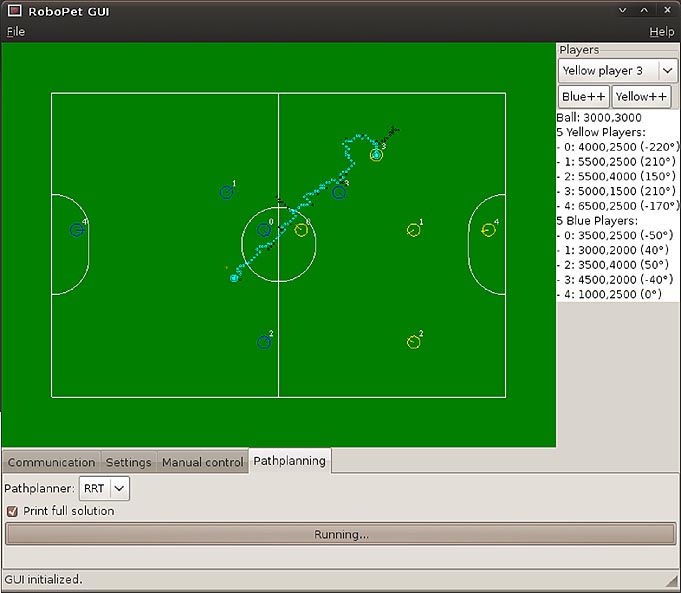 RoboPet GUI
File
Help
Players
Yellow player 3
Blue++
Yellow++
Ball: 3000,3000
5 Yellow Players:
- 0: 4000,2500 (-220°)
- 1: 5500,2500 (210°)
- 2: 5500,4000 (150°)
- 3: 5000,1500 (210°)
- 4: 6500,2500 (-170°)
5 Blue Players:
- 0: 3500,2500 (-50°)
- 1: 3000,2000 (40°)
- 2: 3500,4000 (50°)
- 3: 4500,2000 (-40°)
- 4: 1000,2500 (0°)
3
1
3
4
0
0
1
4
2
2
Communication
Settings
Manual control
Pathplanning
Pathplanner:
RRT
Print full solution
Running...
GUI initialized.